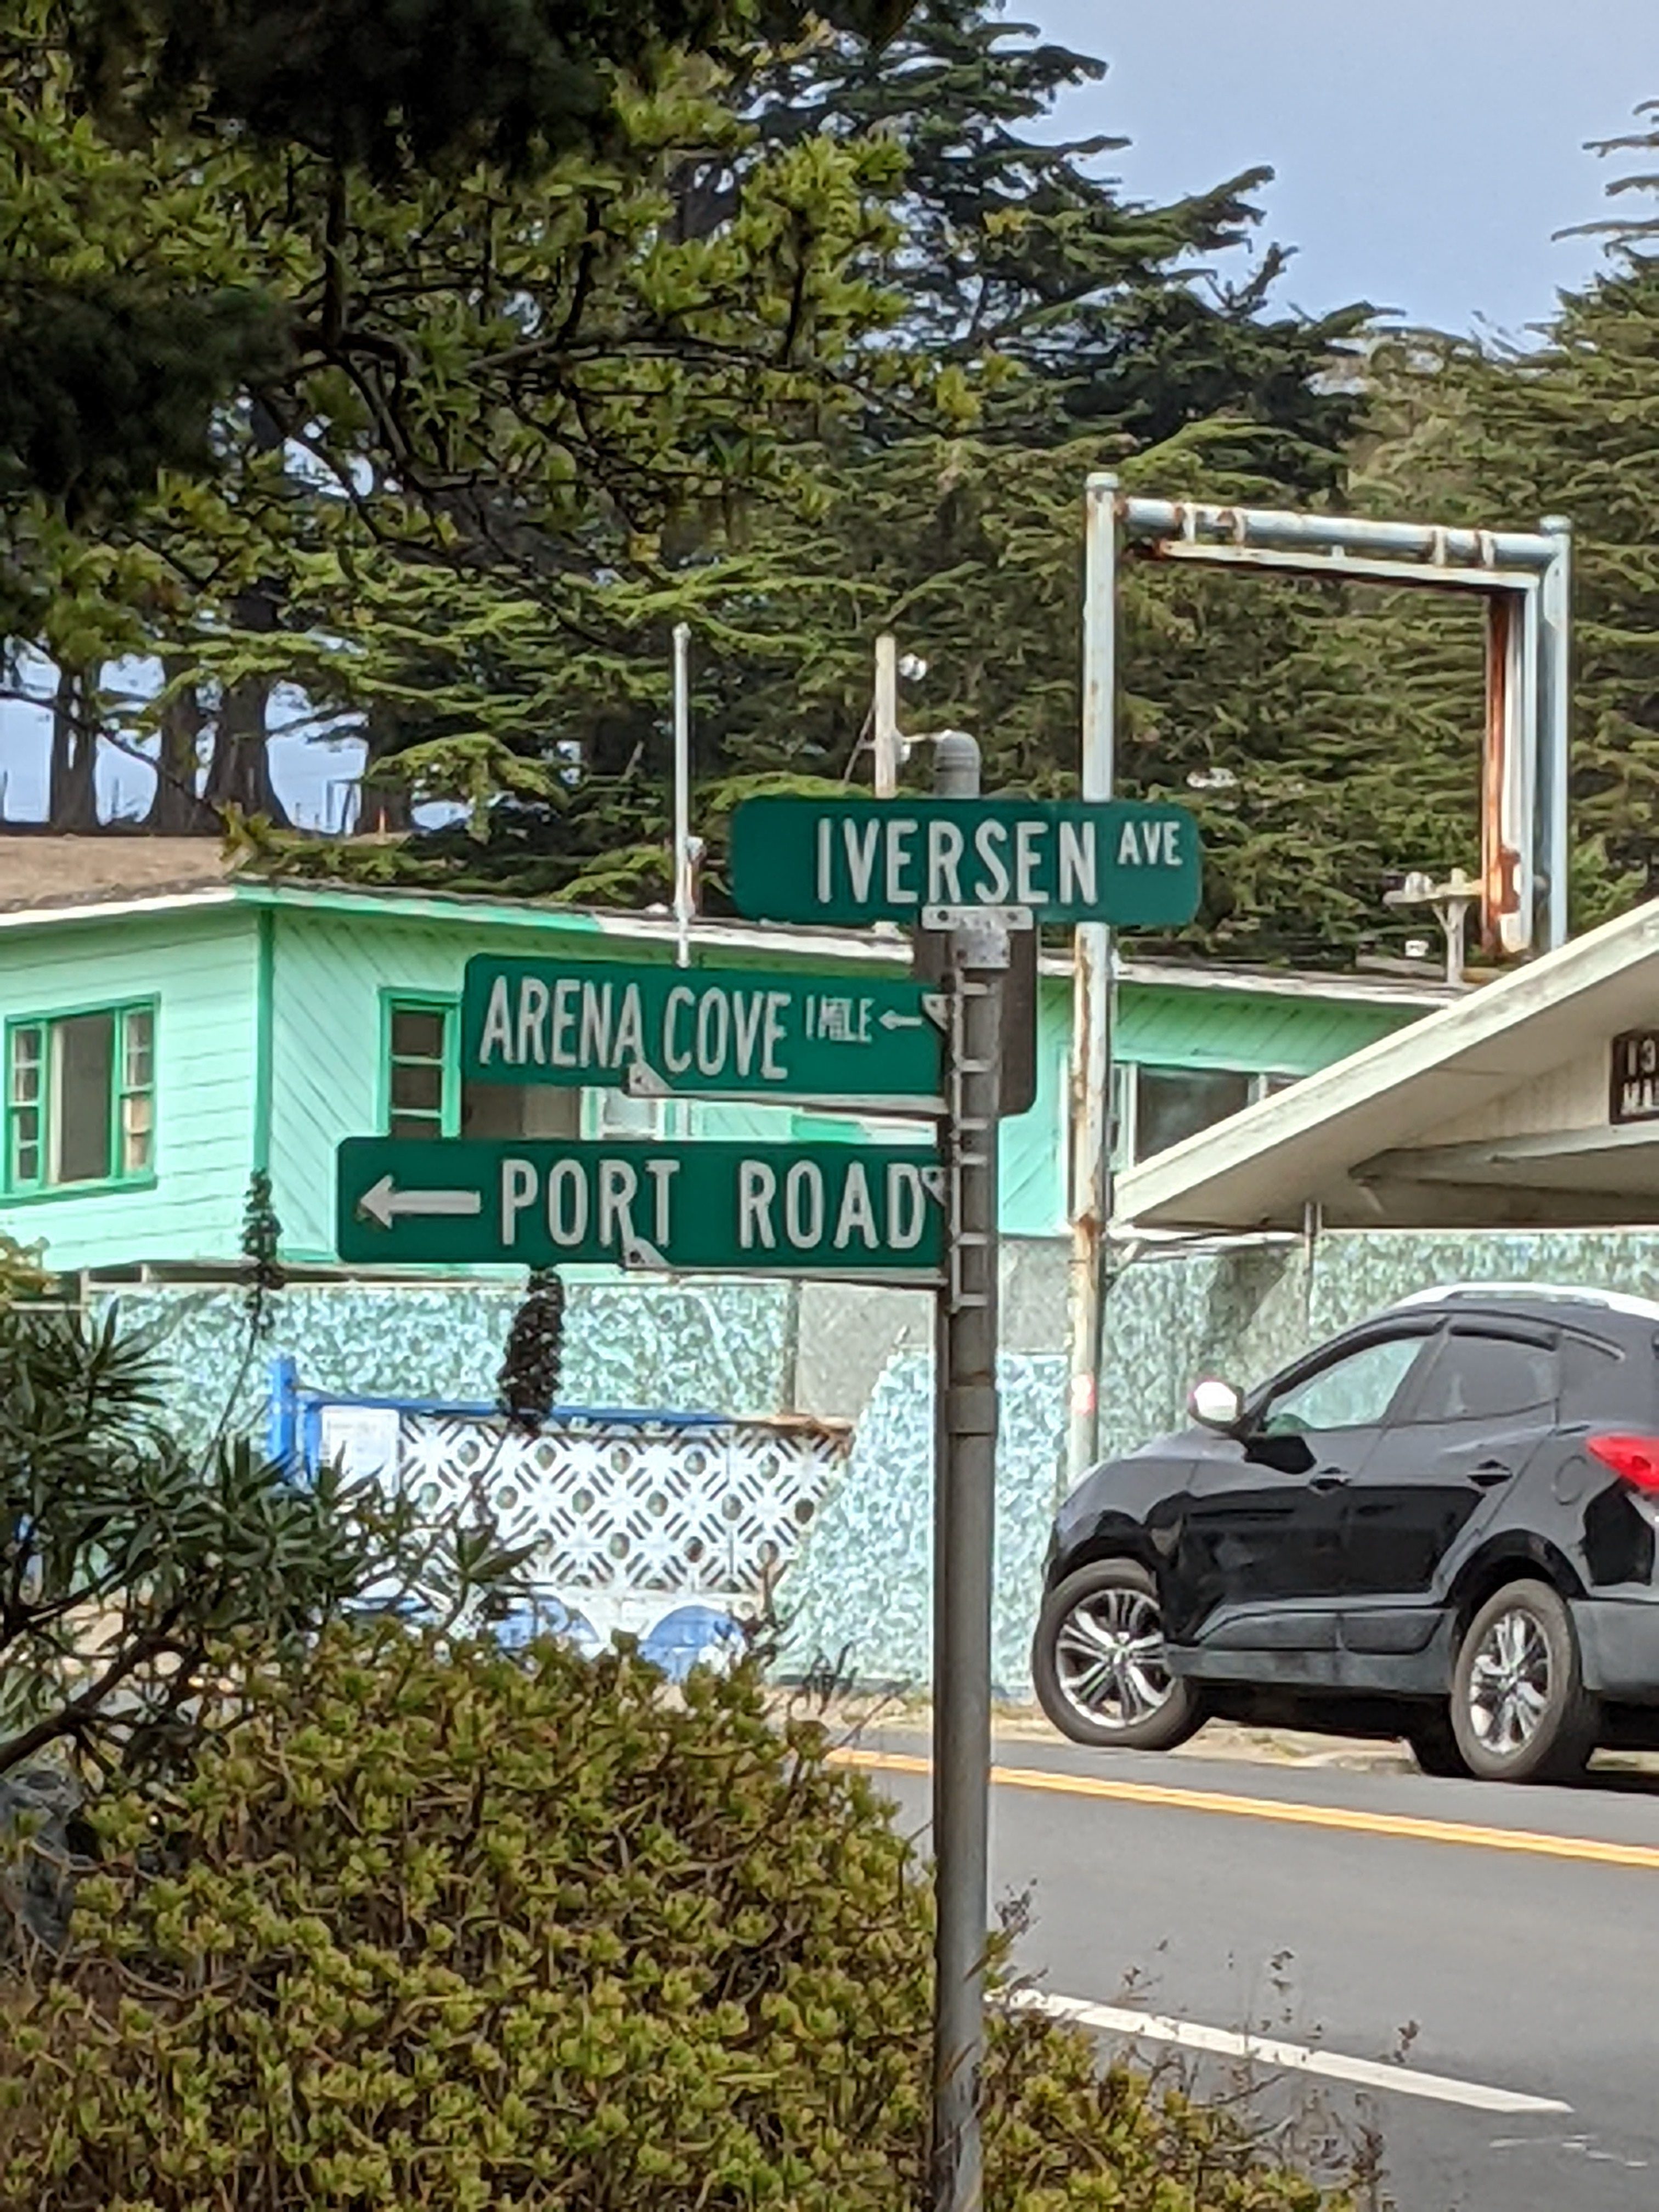 IVERSEN AVE
ARENA COVE 1 MILE ←
← PORT ROAD